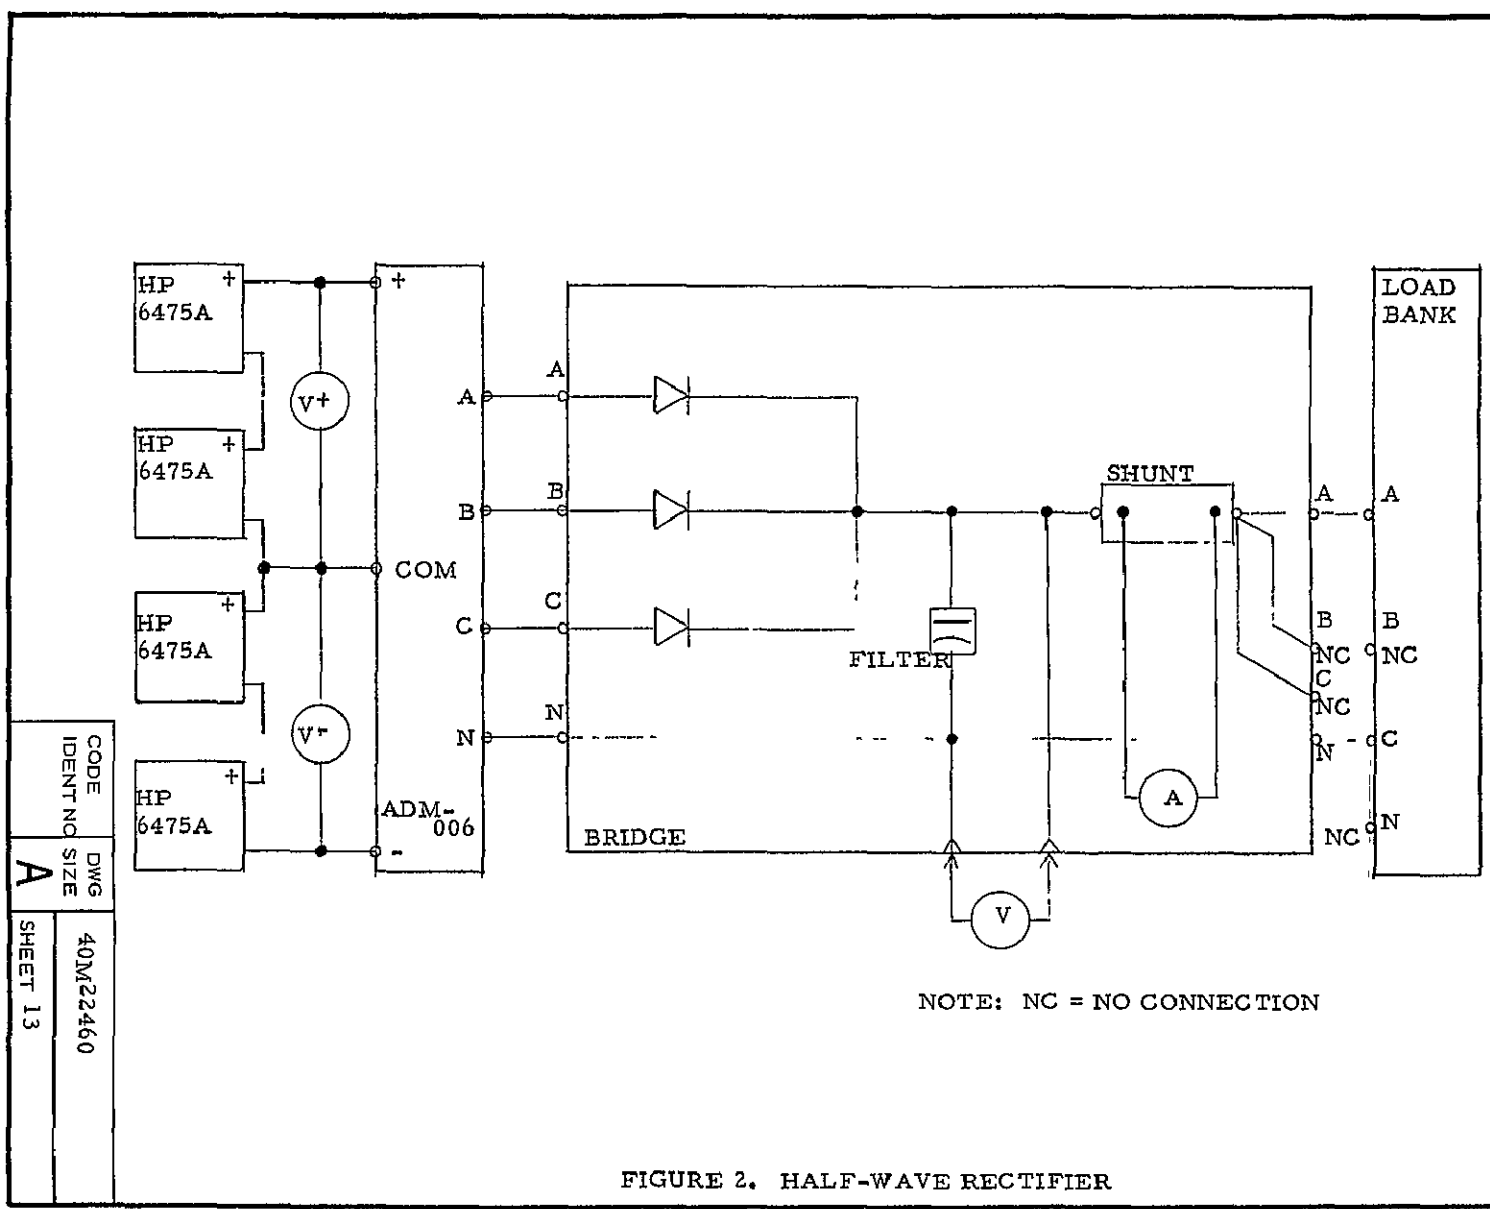 HP +
6475A
HP +
6475A
HP +
6475A
HP +
6475A
V+
V-
+
A
B
COM
C
N
ADM-
006
-
A
B
C
N
BRIDGE
FILTER
SHUNT
A
V
A
B
NC
C
NC
N
LOAD
BANK
A
B
NC
C
N
NC
NOTE: NC = NO CONNECTION
FIGURE 2. HALF-WAVE RECTIFIER
CODE
IDENT NO
DWG
SIZE
A
40M22460
SHEET 13